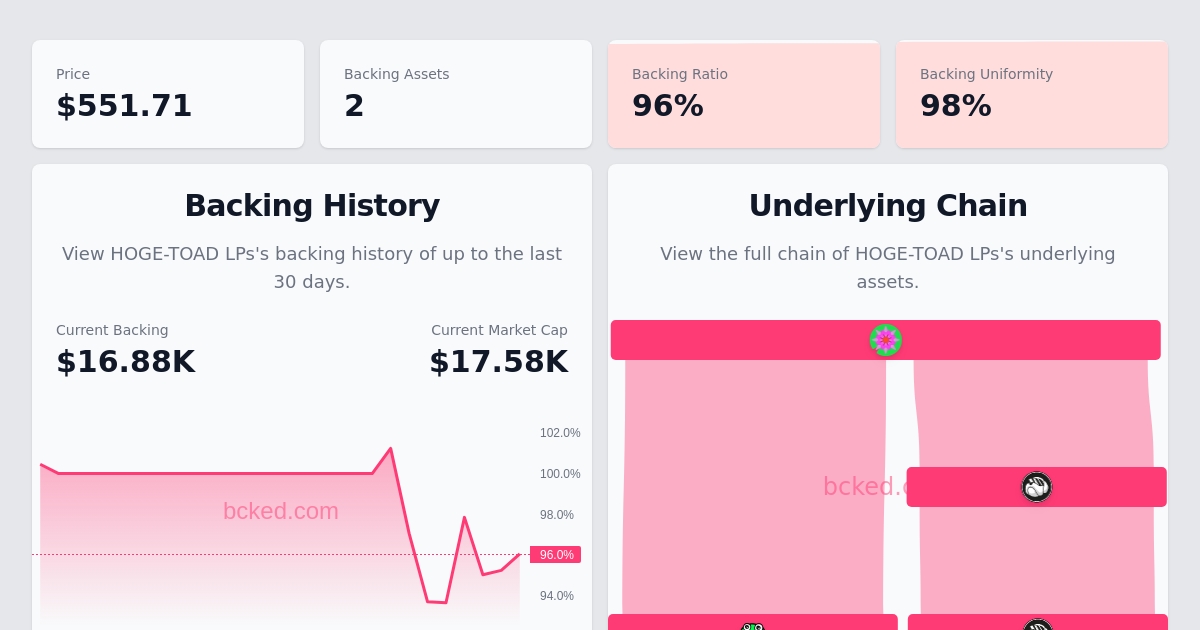 Price
$551.71
Backing Assets
2
Backing Ratio
96%
Backing Uniformity
98%
Backing History
View HOGE-TOAD LPs's backing history of up to the last
30 days.
Current Backing
$16.88K
Current Market Cap
$17.58K
102.0%
100.0%
98.0%
96.0%
94.0%
bcked.com
Underlying Chain
View the full chain of HOGE-TOAD LPs's underlying
assets.
bcked.c